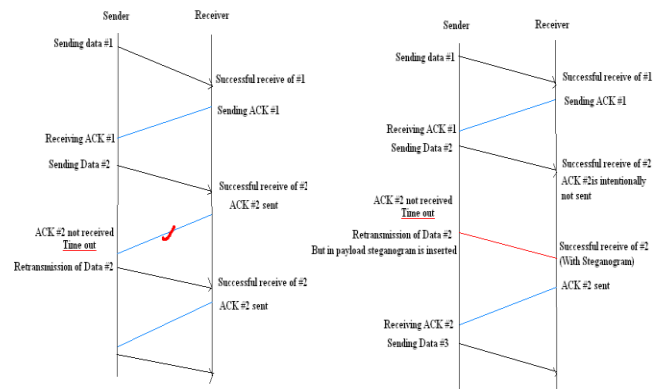 Sender
Receiver
Sending data #1
Successful receive of #1
Sending ACK #1
Receiving ACK #1
Sending Data #2
Successful receive of #2
ACK #2 sent
ACK #2 not received
Time out
Retransmission of Data #2
Successful receive of #2
ACK #2 sent
Sender
Receiver
Sending data #1
Successful receive of #1
Sending ACK #1
Receiving ACK #1
Sending Data #2
Successful receive of #2
ACK #2is intentionally
not sent
ACK #2 not received
Time out
Retransmission of Data #2
But in payload steganogram is inserted
Successful receive of #2
(With Steganogram)
ACK #2 sent
Receiving ACK #2
Sending Data #3